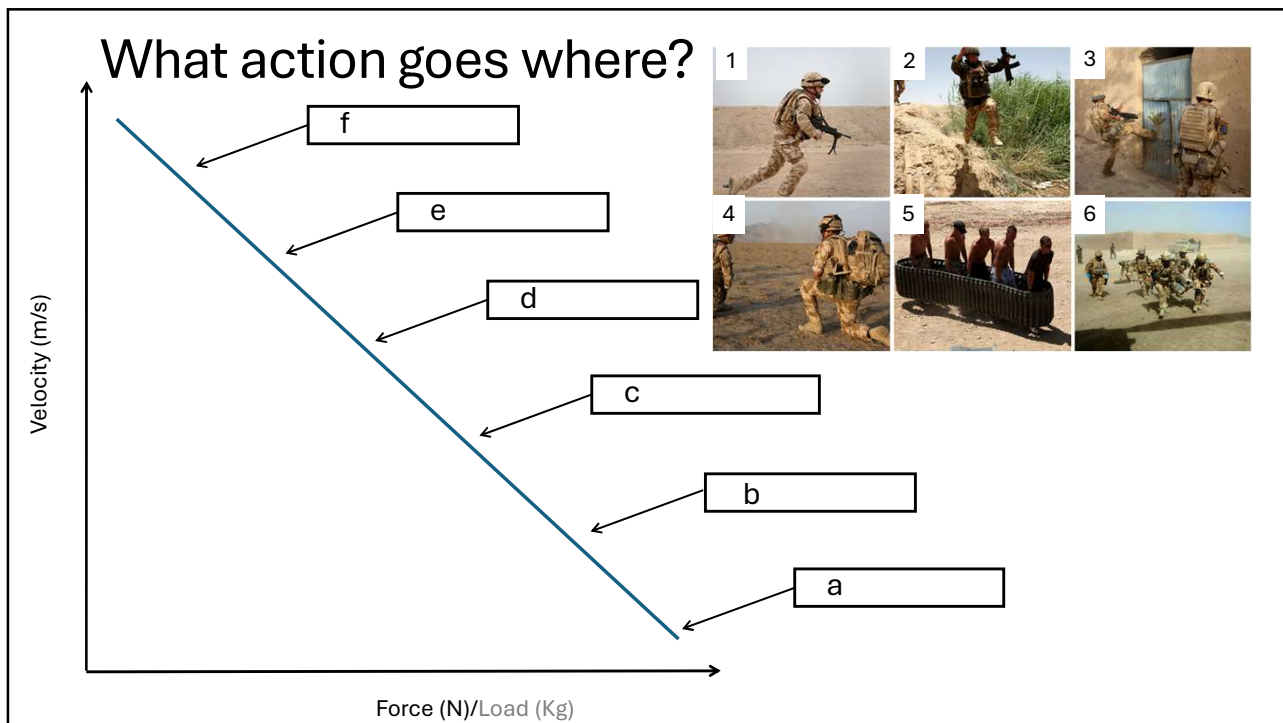 What action goes where?
1
2
3
4
5
6
f
e
d
c
b
a
Velocity (m/s)
Force (N)/Load (Kg)